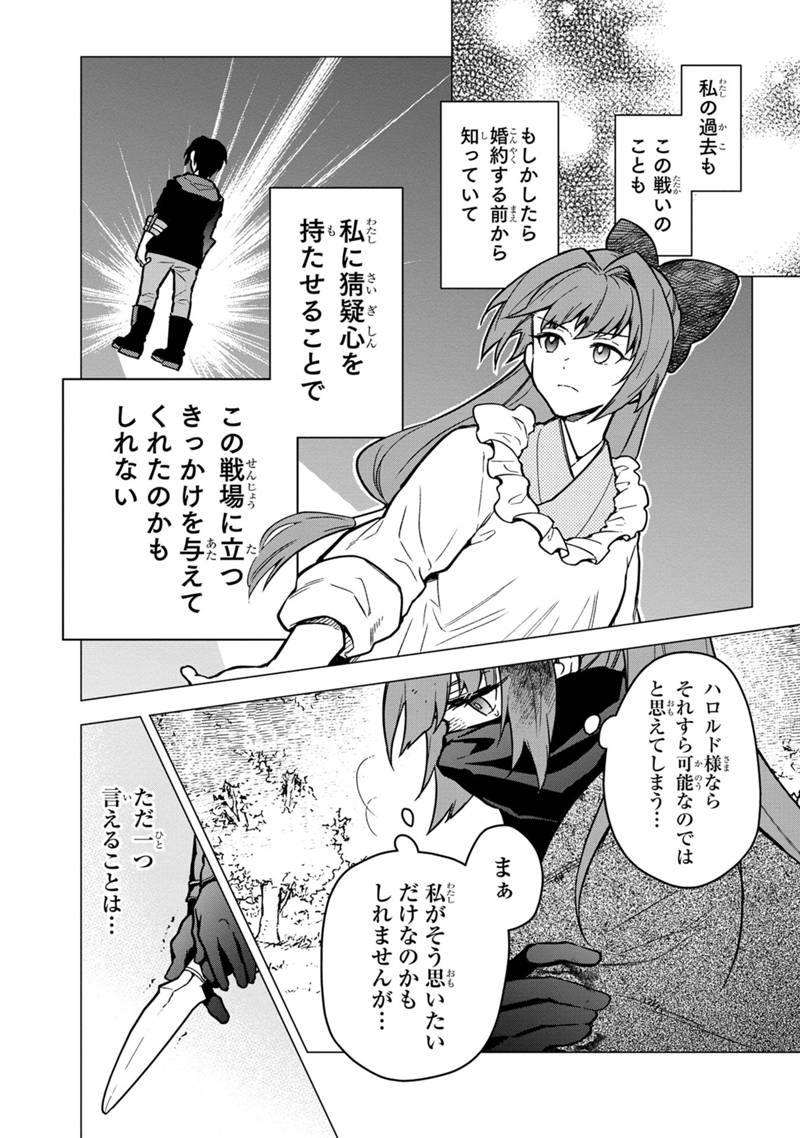 私の過去も
この戦いの
ことも
もしかしたら
婚約する前から
知っていて
私に猜疑心を
持たせることで
この戦場に立つ
きっかけを与えて
くれたのかも
しれない
ハロルド様なら
それすら可能なのでは
と思えてしまう…
まぁ
私がそう思いたい
だけなのかも
しれませんが…
ただ一つ
言えることは…